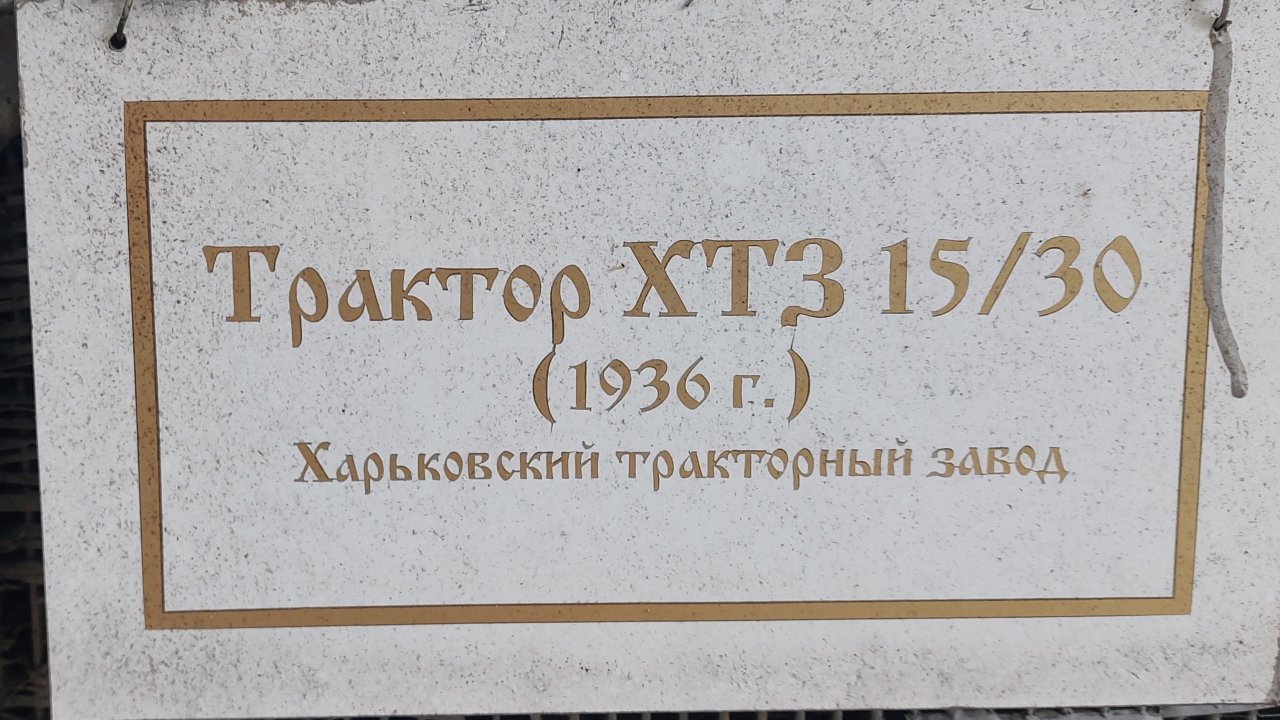 Трактор ХТЗ 15/30
(1936 г.)
Харьковский тракторный завод